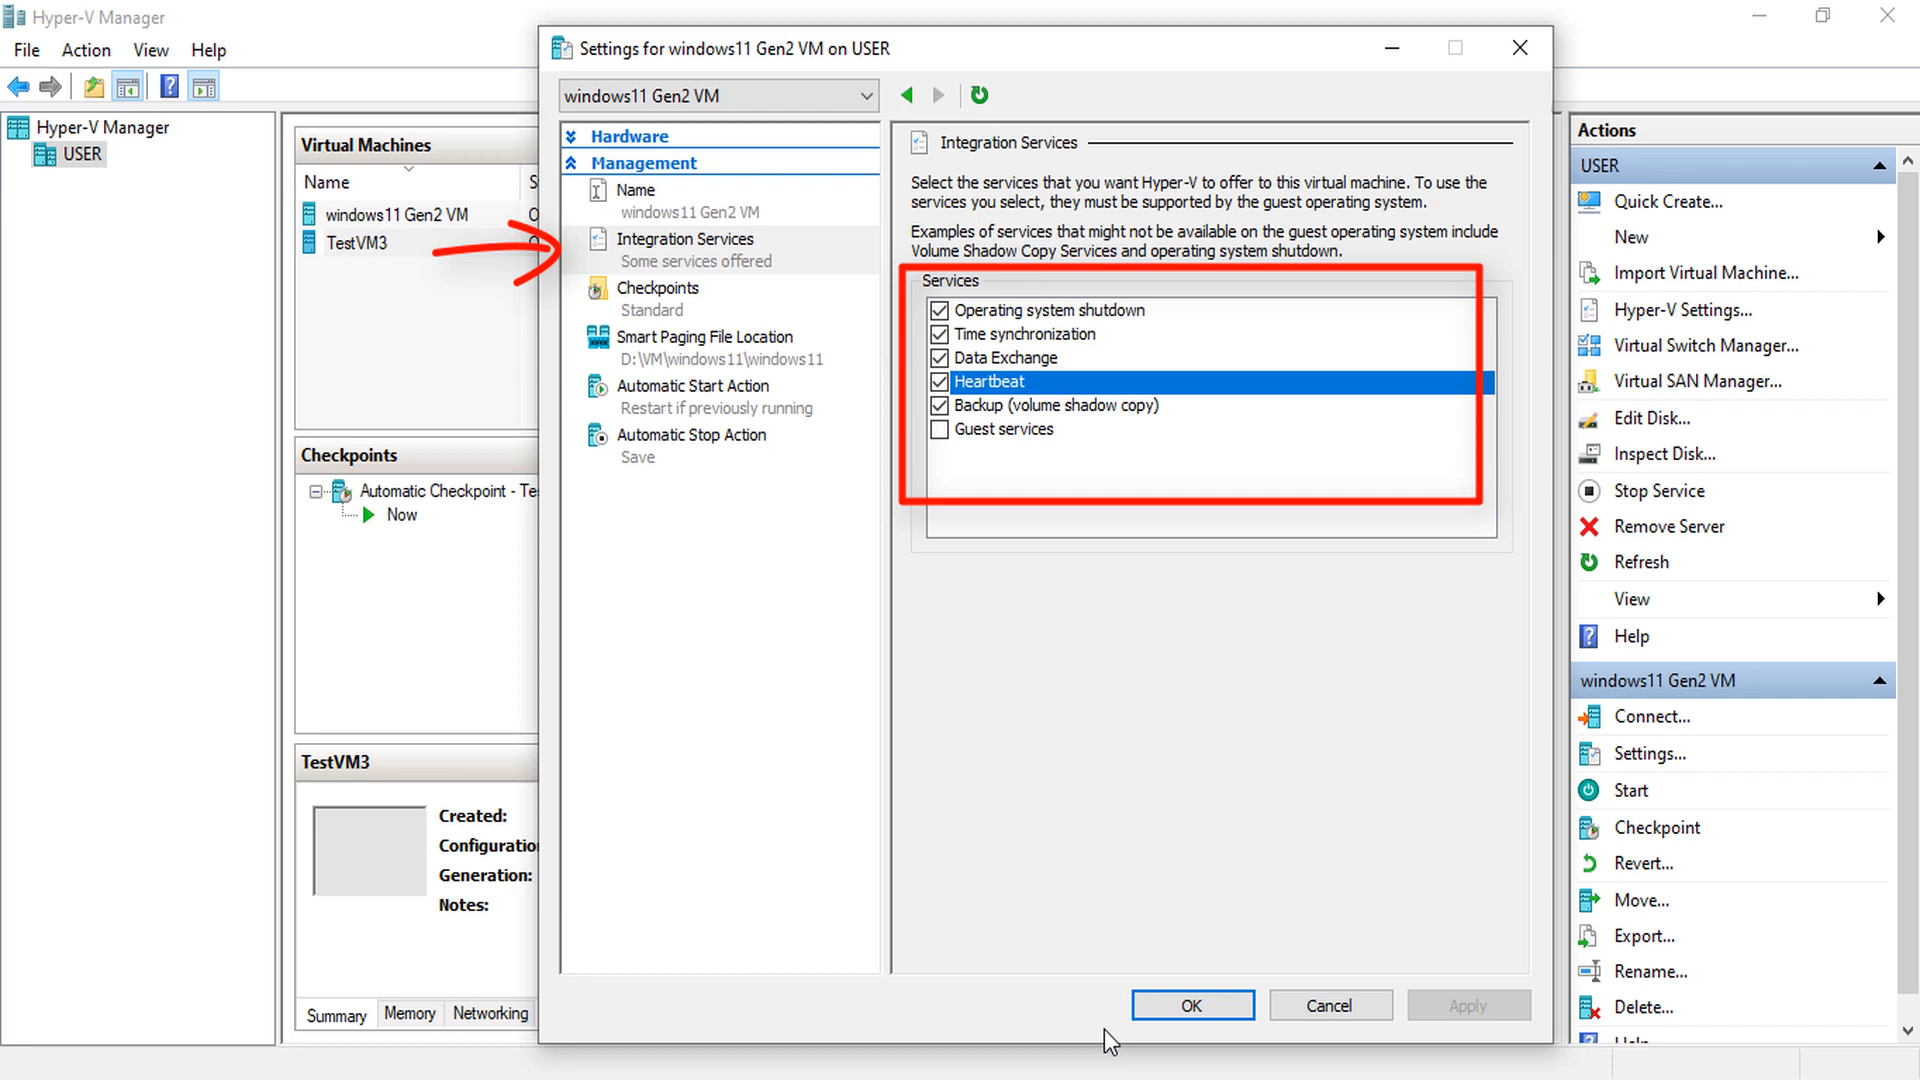 Hyper-V Manager
File Action View Help
Hyper-V Manager
USER
Virtual Machines
Name
windows11 Gen2 VM
TestVM3
Checkpoints
Automatic Checkpoint - Te
Now
TestVM3
Created:
Configuratio
Generation:
Notes:
Summary Memory Networking
Settings for windows11 Gen2 VM on USER
windows11 Gen2 VM
Hardware
Management
Name
windows11 Gen2 VM
Integration Services
Some services offered
Checkpoints
Standard
Smart Paging File Location
D:\VM\windows11\windows11
Automatic Start Action
Restart if previously running
Automatic Stop Action
Save
Integration Services
Select the services that you want Hyper-V to offer to this virtual machine. To use the
services you select, they must be supported by the guest operating system.
Examples of services that might not be available on the guest operating system include
Volume Shadow Copy Services and operating system shutdown.
Services
Operating system shutdown
Time synchronization
Data Exchange
Heartbeat
Backup (volume shadow copy)
Guest services
OK Cancel Apply
Actions
USER
Quick Create...
New
Import Virtual Machine...
Hyper-V Settings...
Virtual Switch Manager...
Virtual SAN Manager...
Edit Disk...
Inspect Disk...
Stop Service
Remove Server
Refresh
View
Help
windows11 Gen2 VM
Connect...
Settings...
Start
Checkpoint
Revert...
Move...
Export...
Rename...
Delete...